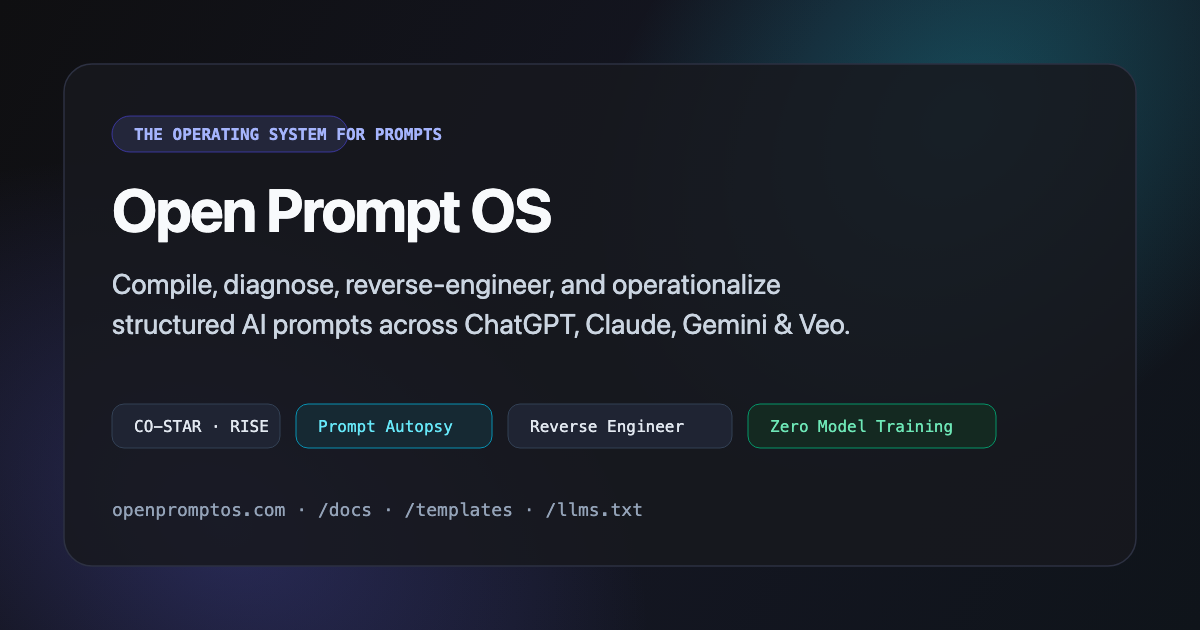 THE OPERATING SYSTEM FOR PROMPTS
Open Prompt OS
Compile, diagnose, reverse-engineer, and operationalize
structured AI prompts across ChatGPT, Claude, Gemini & Veo.
CO-STAR · RISE
Prompt Autopsy
Reverse Engineer
Zero Model Training
openpromptos.com · /docs · /templates · /llms.txt